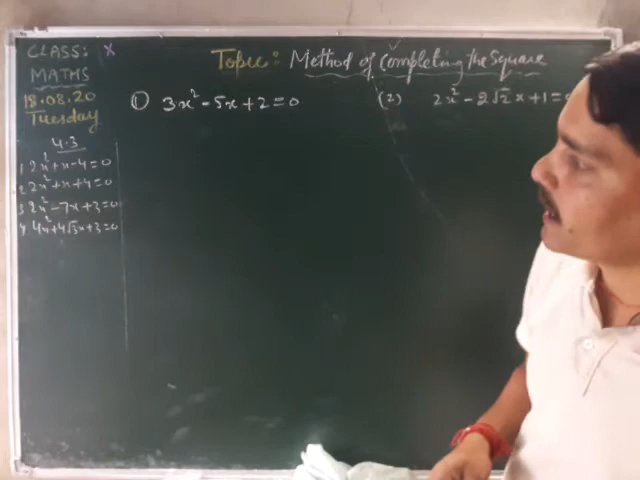 CLASS: X
MATHS
18.08.20
Tuesday
Topic: Method of Completing the Square
① 3x² - 5x + 2 = 0
(2) 2x² - 2√2 x + 1 = 0
4.3
1 2x² + x - 4 = 0
2 2x² + x + 4 = 0
3 2x² - 7x + 3 = 0
4 4x² + 4√3x + 3 = 0